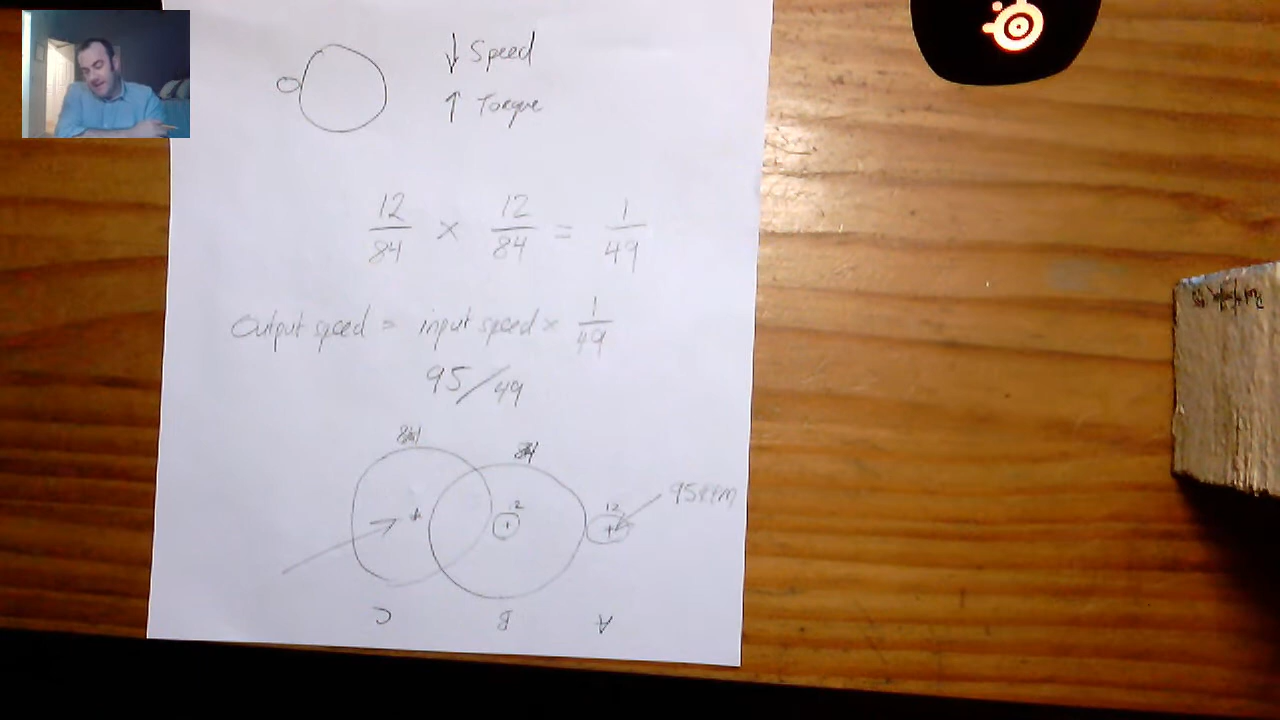 ↓ Speed
↑ Torque
12/84 × 12/84 = 1/49
Output speed = input speed × 1/49
95/49
84 84
12 12 95rpm
C B A